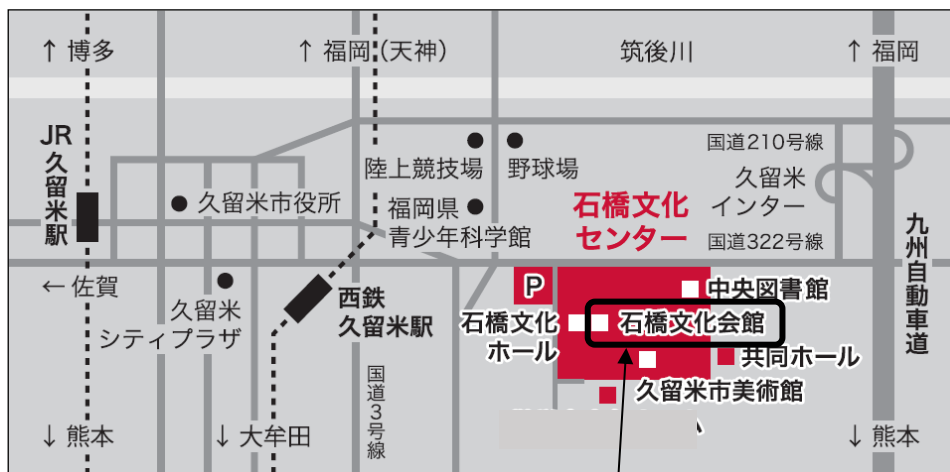 ↑ 博多
↑ 福岡（天神）
筑後川
↑ 福岡
JR
久留米駅
陸上競技場
野球場
国道210号線
久留米
インター
久留米市役所
福岡県
青少年科学館
石橋文化
センター
国道322号線
九州自動車道
← 佐賀
久留米
シティプラザ
西鉄
久留米駅
P
中央図書館
石橋文化
ホール
石橋文化会館
共同ホール
久留米市美術館
国道3号線
↓ 熊本
↓ 大牟田
↓ 熊本